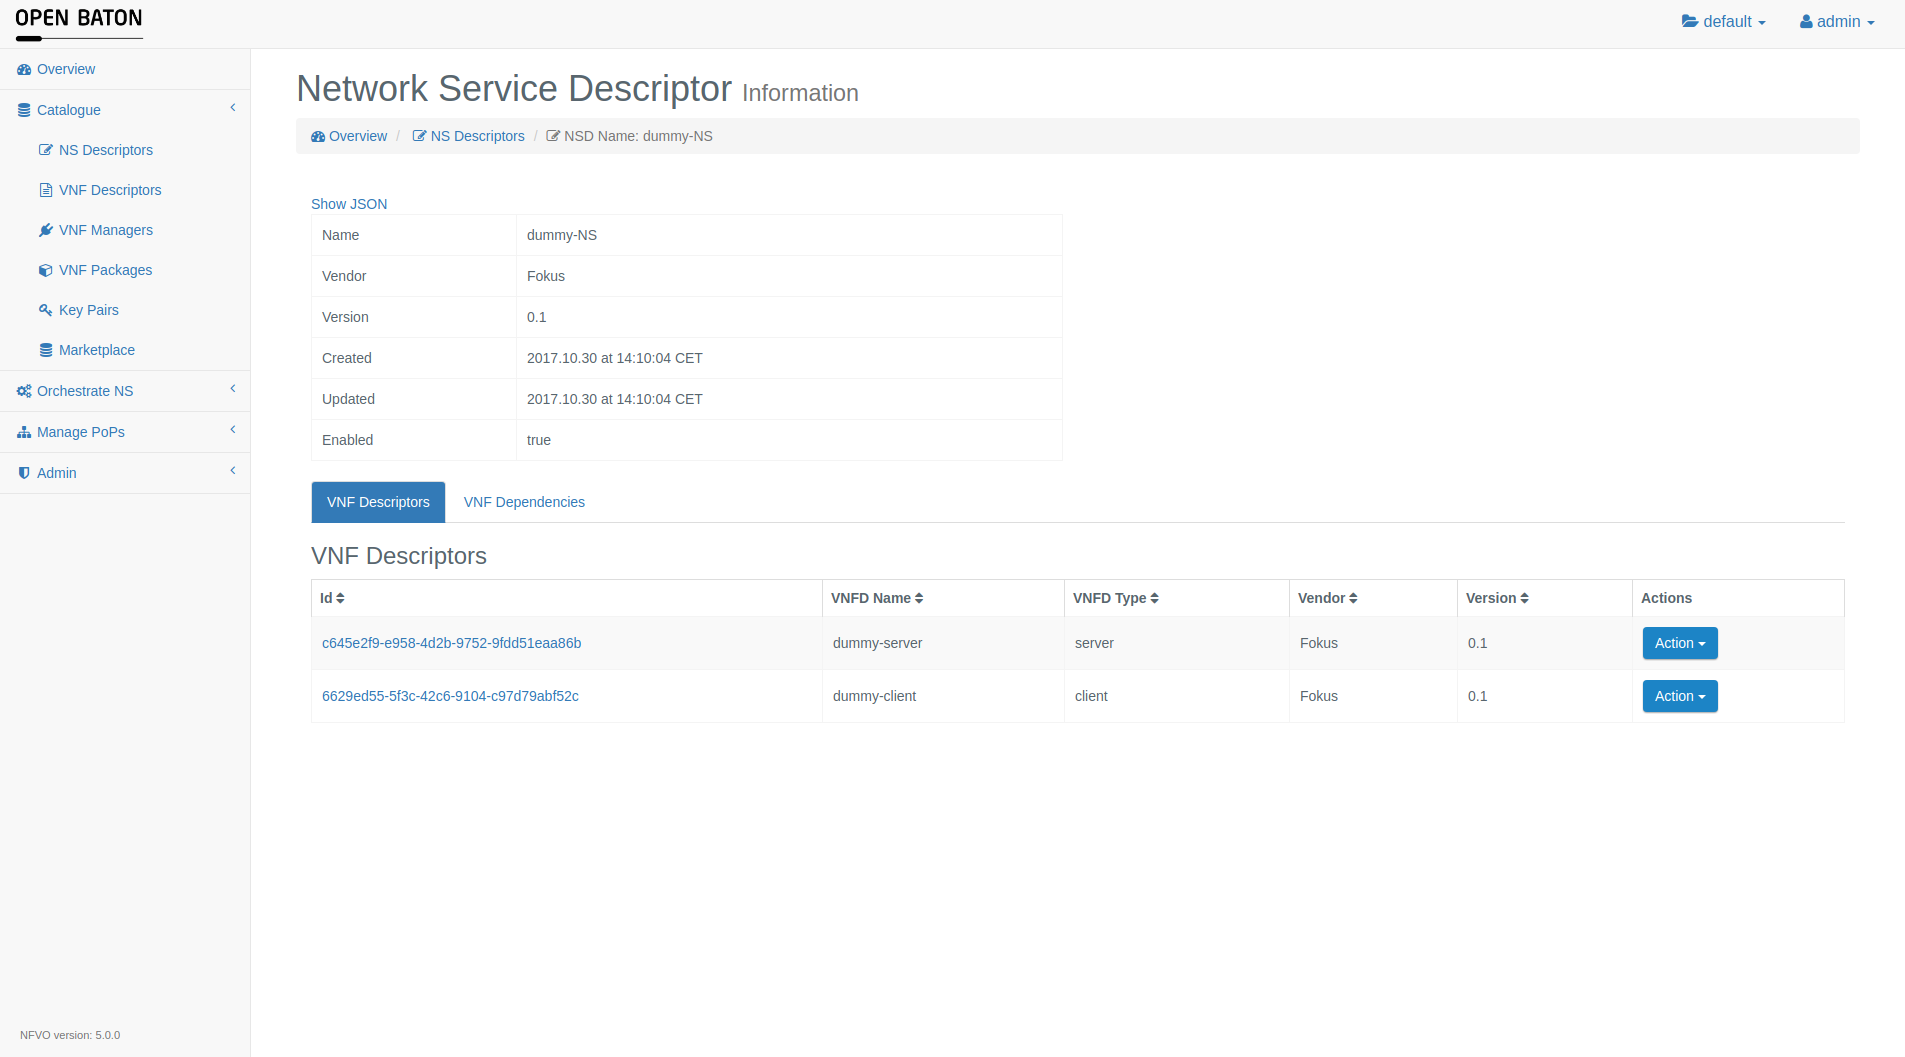 OPEN BATON
default
admin
Overview
Catalogue
NS Descriptors
VNF Descriptors
VNF Managers
VNF Packages
Key Pairs
Marketplace
Orchestrate NS
Manage PoPs
Admin
NFVO version: 5.0.0
Network Service Descriptor Information
Overview / NS Descriptors / NSD Name: dummy-NS
Show JSON
Name dummy-NS
Vendor Fokus
Version 0.1
Created 2017.10.30 at 14:10:04 CET
Updated 2017.10.30 at 14:10:04 CET
Enabled true
VNF Descriptors VNF Dependencies
VNF Descriptors
Id VNFD Name VNFD Type Vendor Version Actions
c645e2f9-e958-4d2b-9752-9fdd51eaa86b dummy-server server Fokus 0.1 Action
6629ed55-5f3c-42c6-9104-c97d79abf52c dummy-client client Fokus 0.1 Action